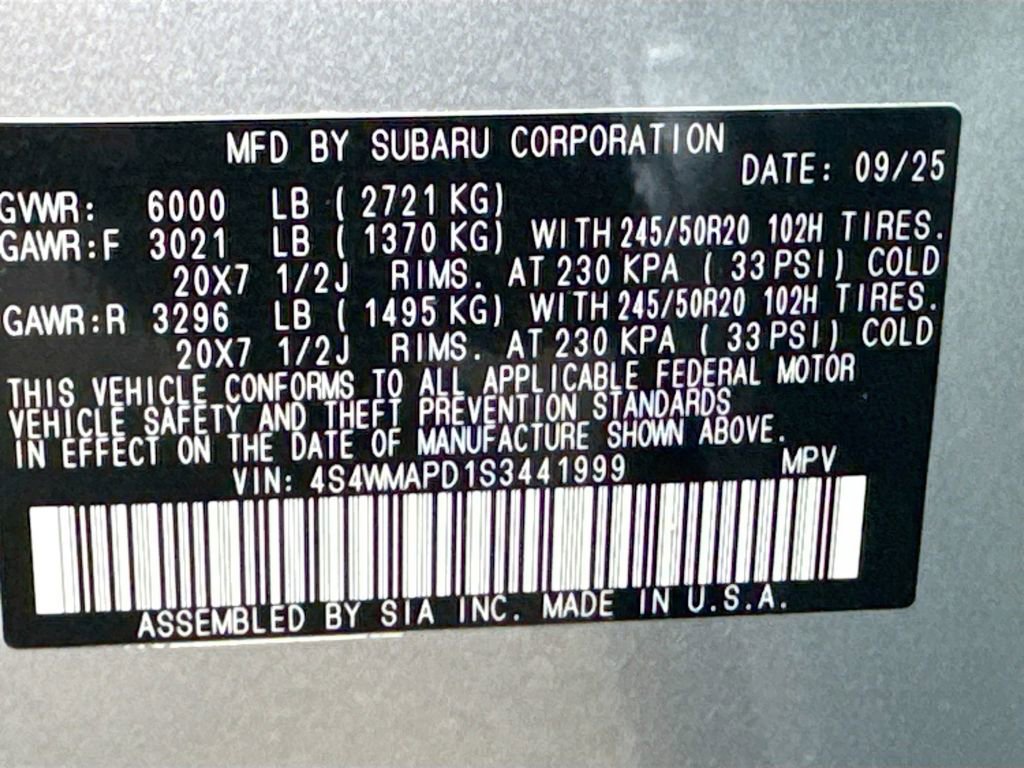 MFD BY SUBARU CORPORATION
DATE: 09/25
GVWR: 6000 LB ( 2721 KG)
GAWR:F 3021 LB ( 1370 KG) WITH 245/50R20 102H TIRES.
20X7 1/2J RIMS. AT 230 KPA ( 33 PSI) COLD
GAWR:R 3296 LB ( 1495 KG) WITH 245/50R20 102H TIRES.
20X7 1/2J RIMS. AT 230 KPA ( 33 PSI) COLD
THIS VEHICLE CONFORMS TO ALL APPLICABLE FEDERAL MOTOR
VEHICLE SAFETY AND THEFT PREVENTION STANDARDS
IN EFFECT ON THE DATE OF MANUFACTURE SHOWN ABOVE.
VIN: 4S4WMAPD1S3441999 MPV
ASSEMBLED BY SIA INC. MADE IN U.S.A.